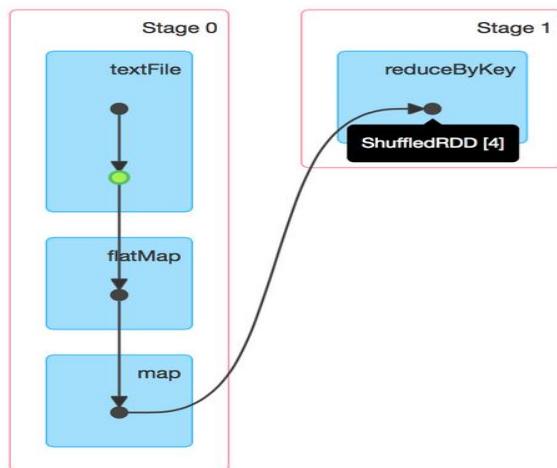 Stage 0
textFile
flatMap
map
Stage 1
reduceByKey
ShuffledRDD [4]